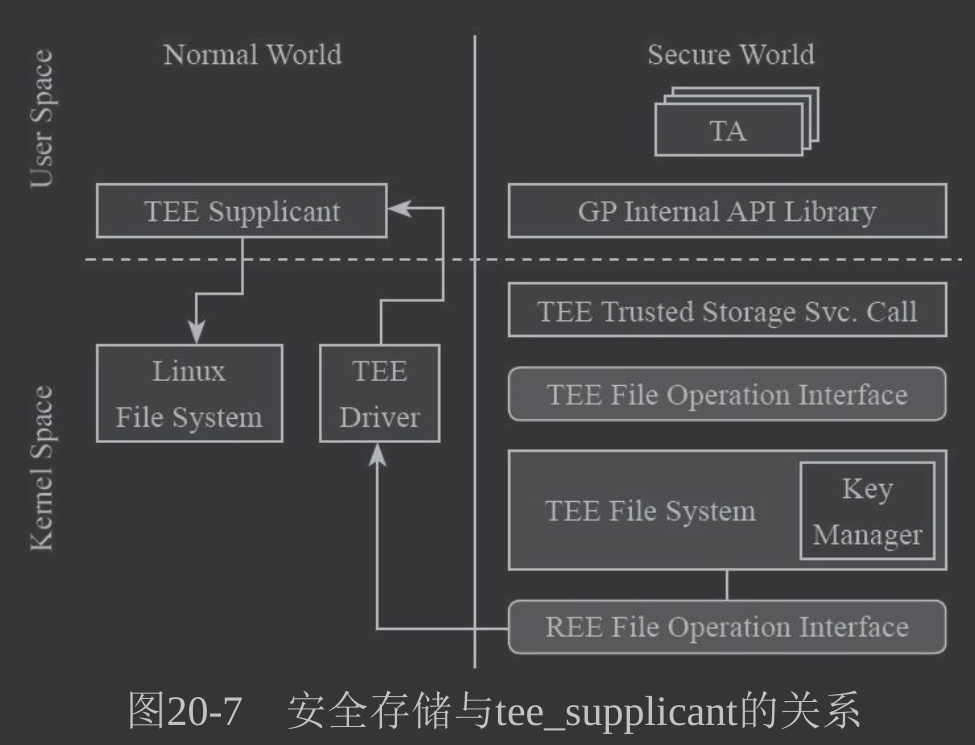 Normal World
Secure World
User Space
TA
TEE Supplicant
GP Internal API Library
TEE Trusted Storage Svc. Call
Linux
File System
TEE
Driver
TEE File Operation Interface
Kernel Space
TEE File System
Key
Manager
REE File Operation Interface
图20-7 安全存储与tee_supplicant的关系